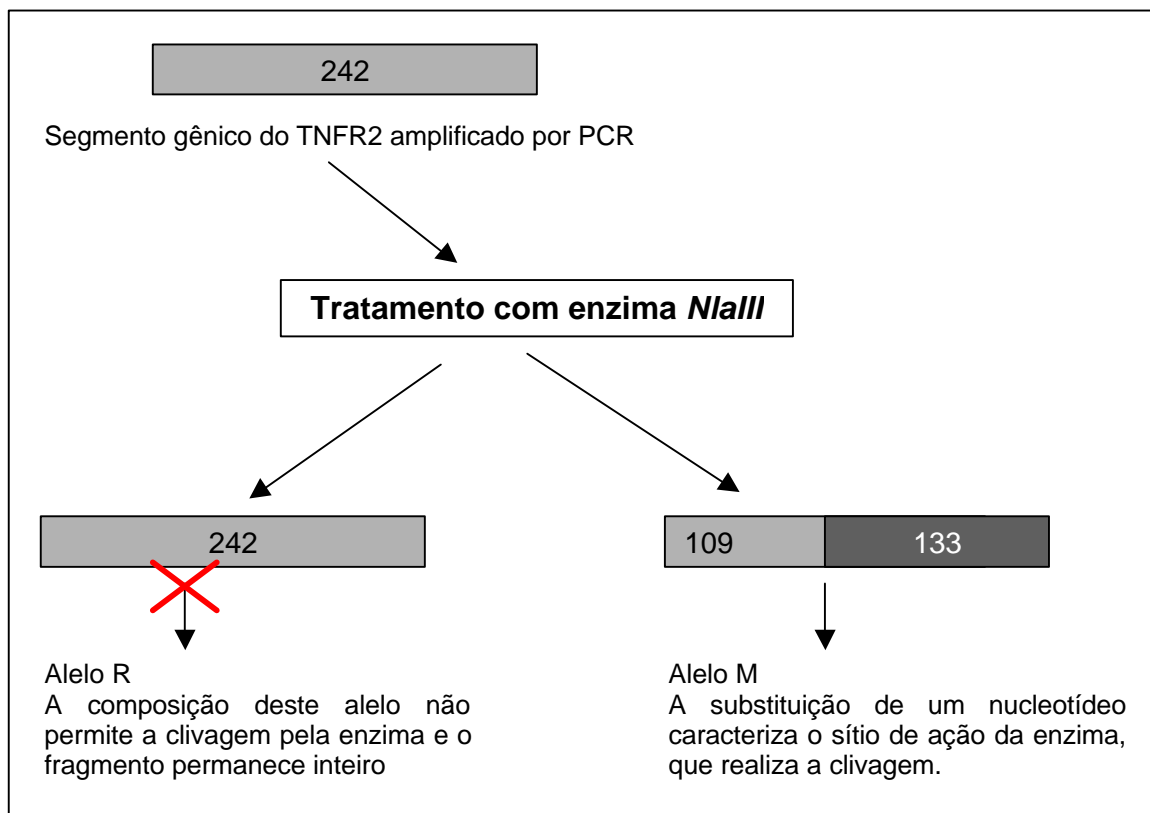 242
Segmento gênico do TNFR2 amplificado por PCR
Tratamento com enzima NlaIII
242
109 133
Alelo R
A composição deste alelo não
permite a clivagem pela enzima e o
fragmento permanece inteiro
Alelo M
A substituição de um nucleotídeo
caracteriza o sítio de ação da enzima,
que realiza a clivagem.